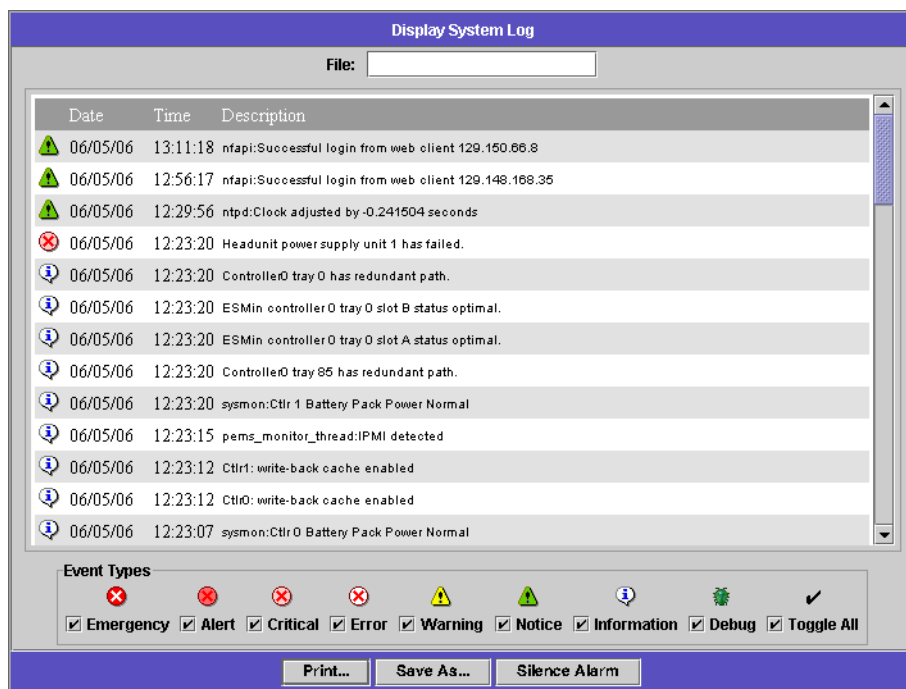 Display System Log
File:
Date Time Description
06/05/06 13:11:18 nfapi:Successful login from web client 129.150.66.8
06/05/06 12:56:17 nfapi:Successful login from web client 129.148.168.35
06/05/06 12:29:56 ntpd:Clock adjusted by -0.241504 seconds
06/05/06 12:23:20 Headunit power supply unit 1 has failed.
06/05/06 12:23:20 Controller0 tray 0 has redundant path.
06/05/06 12:23:20 ESMin controller 0 tray 0 slot B status optimal.
06/05/06 12:23:20 ESMin controller 0 tray 0 slot A status optimal.
06/05/06 12:23:20 Controller0 tray 85 has redundant path.
06/05/06 12:23:20 sysmon:Ctlr 1 Battery Pack Power Normal
06/05/06 12:23:15 pems_monitor_thread:IPMI detected
06/05/06 12:23:12 Ctlr1: write-back cache enabled
06/05/06 12:23:12 Ctlr0: write-back cache enabled
06/05/06 12:23:07 sysmon:Ctlr 0 Battery Pack Power Normal
Event Types
Emergency Alert Critical Error Warning Notice Information Debug Toggle All
Print... Save As... Silence Alarm